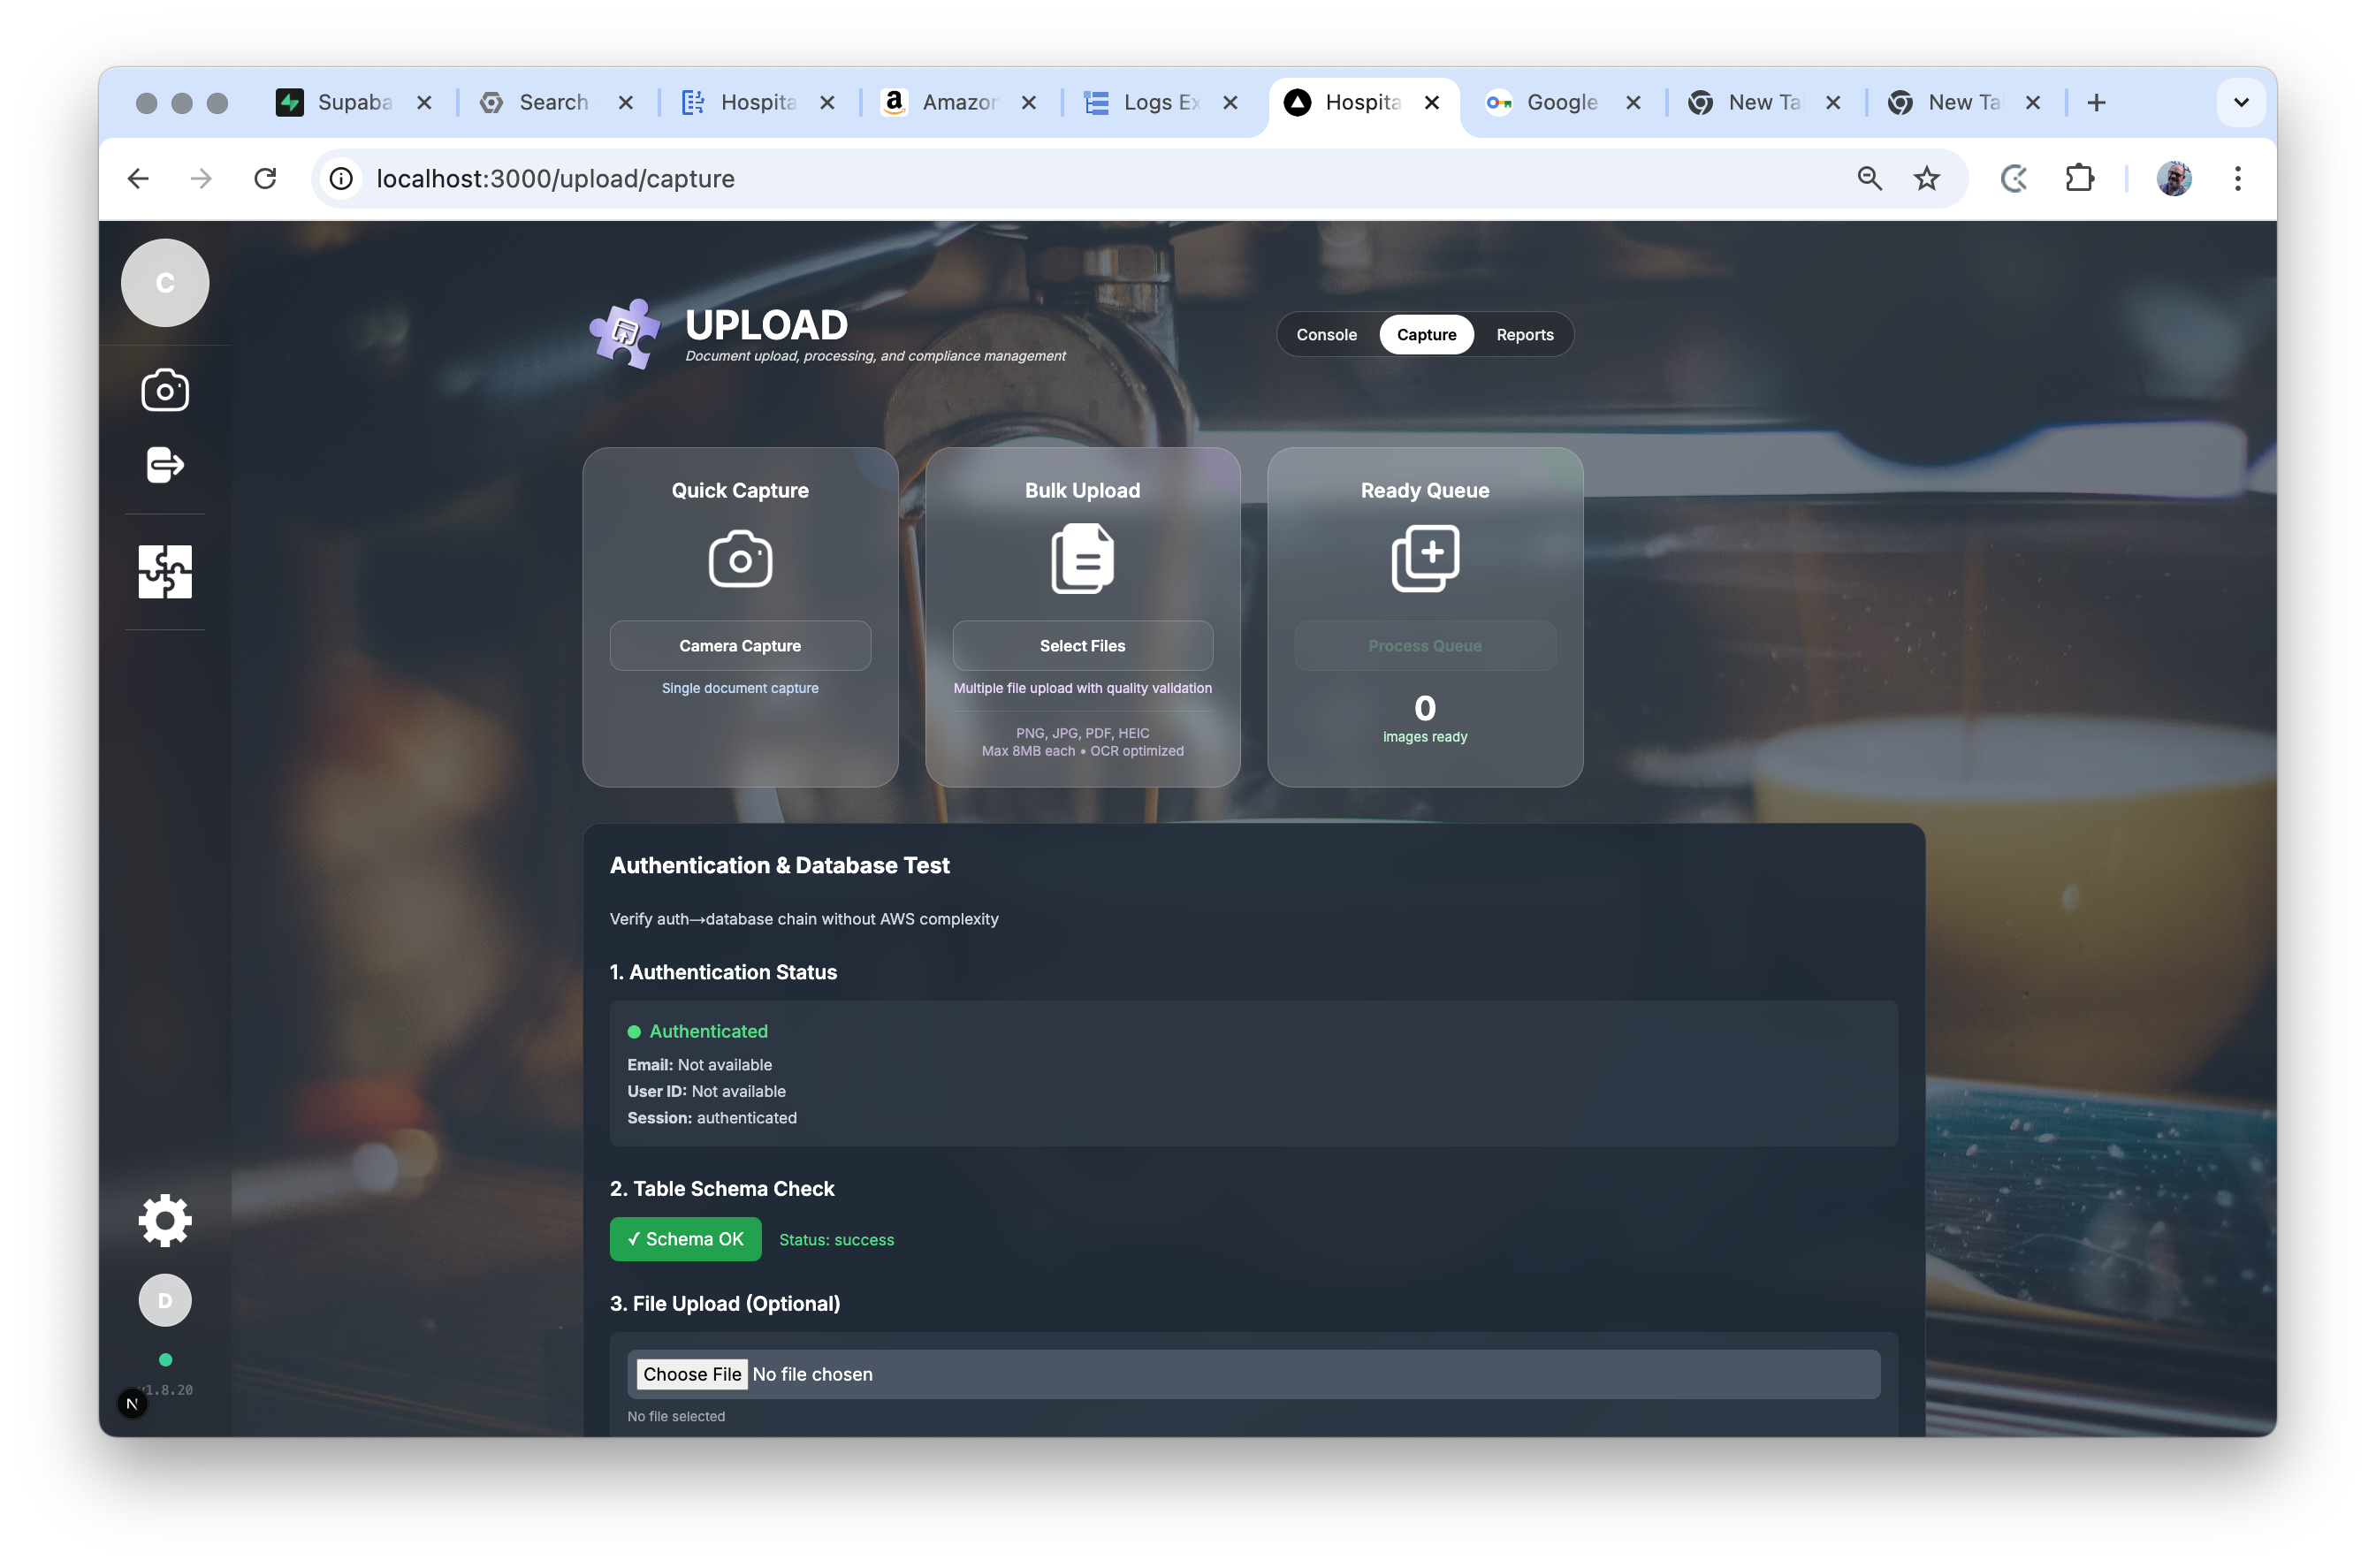 Supaba
Search
Hospita
Amazon
Logs Ex
Hospita
Google
New Ta
New Ta
localhost:3000/upload/capture
C
UPLOAD
Document upload, processing, and compliance management
Console
Capture
Reports
Quick Capture
Camera Capture
Single document capture
Bulk Upload
Select Files
Multiple file upload with quality validation
PNG, JPG, PDF, HEIC
Max 8MB each • OCR optimized
Ready Queue
Process Queue
0
images ready
Authentication & Database Test
Verify auth→database chain without AWS complexity
1. Authentication Status
Authenticated
Email: Not available
User ID: Not available
Session: authenticated
2. Table Schema Check
✓ Schema OK
Status: success
3. File Upload (Optional)
Choose File No file chosen
No file selected
D
v1.8.20
N